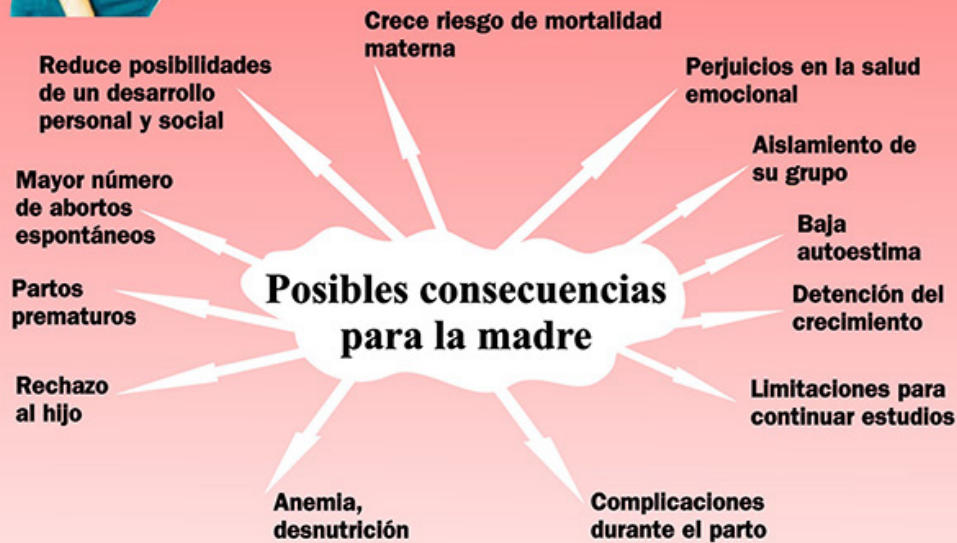 Crece riesgo de mortalidad
materna
Reduce posibilidades
de un desarrollo
personal y social
Perjuicios en la salud
emocional
Aislamiento de
su grupo
Mayor número
de abortos
espontáneos
Baja
autoestima
Posibles consecuencias
para la madre
Partos
prematuros
Detención del
crecimiento
Rechazo
al hijo
Limitaciones para
continuar estudios
Anemia,
desnutrición
Complicaciones
durante el parto